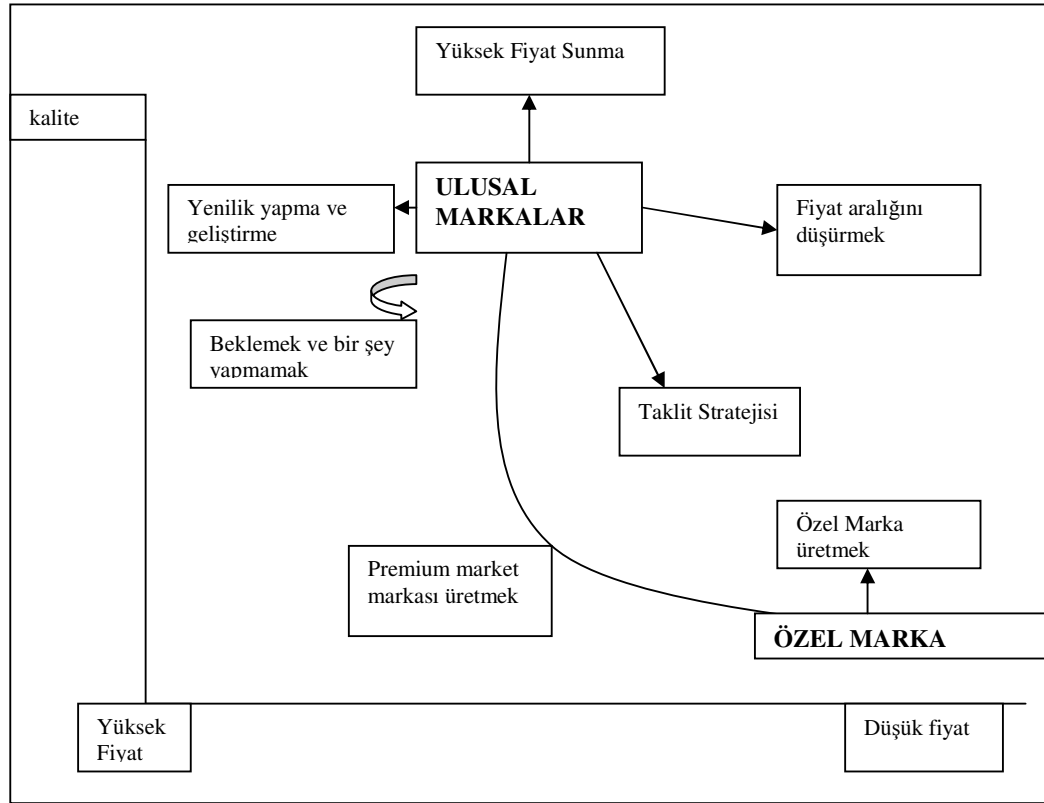 Yüksek Fiyat Sunma
kalite
ULUSAL
MARKALAR
Yenilik yapma ve
geliştirme
Fiyat aralığını
düşürmek
Beklemek ve bir şey
yapmamak
Taklit Stratejisi
Özel Marka
üretmek
Premium market
markası üretmek
ÖZEL MARKA
Yüksek
Fiyat
Düşük fiyat